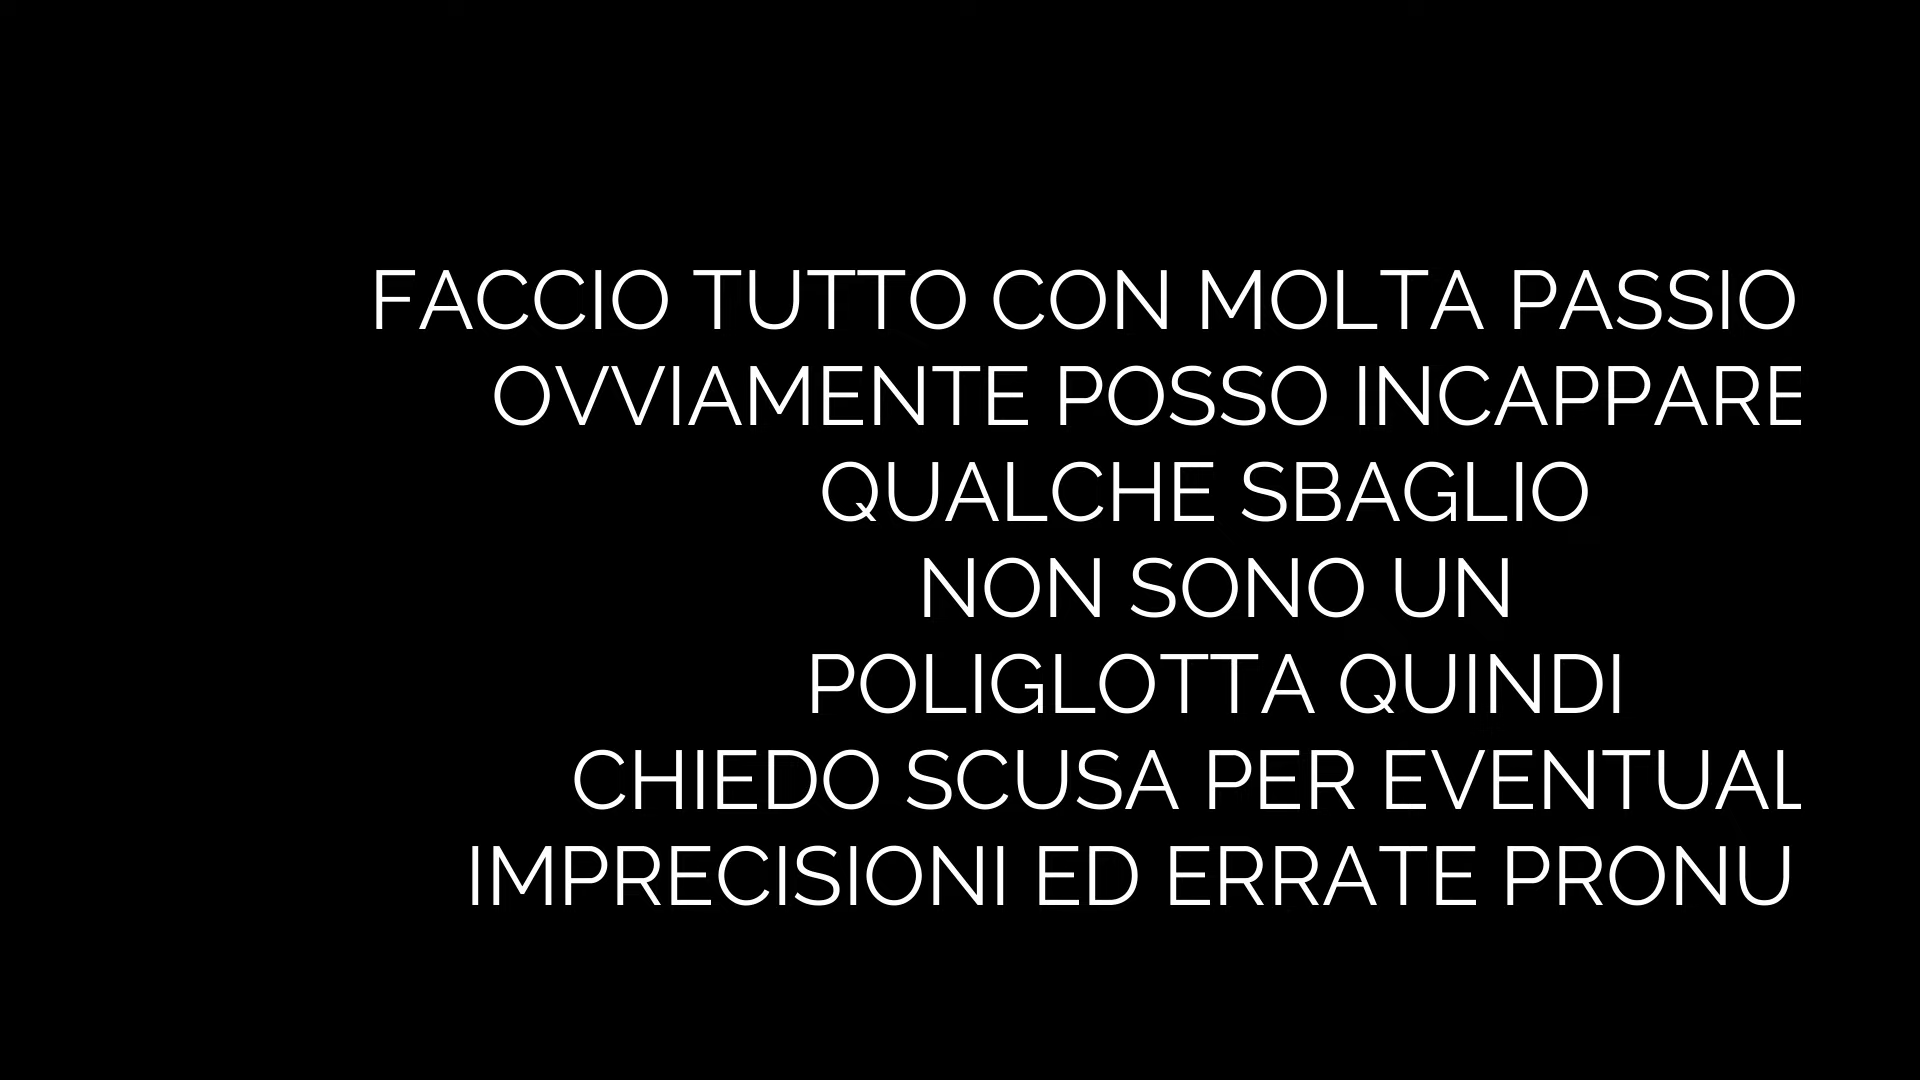 FACCIO TUTTO CON MOLTA PASSIO
OVVIAMENTE POSSO INCAPPARE
QUALCHE SBAGLIO
NON SONO UN
POLIGLOTTA QUINDI
CHIEDO SCUSA PER EVENTUAL
IMPRECISIONI ED ERRATE PRONU